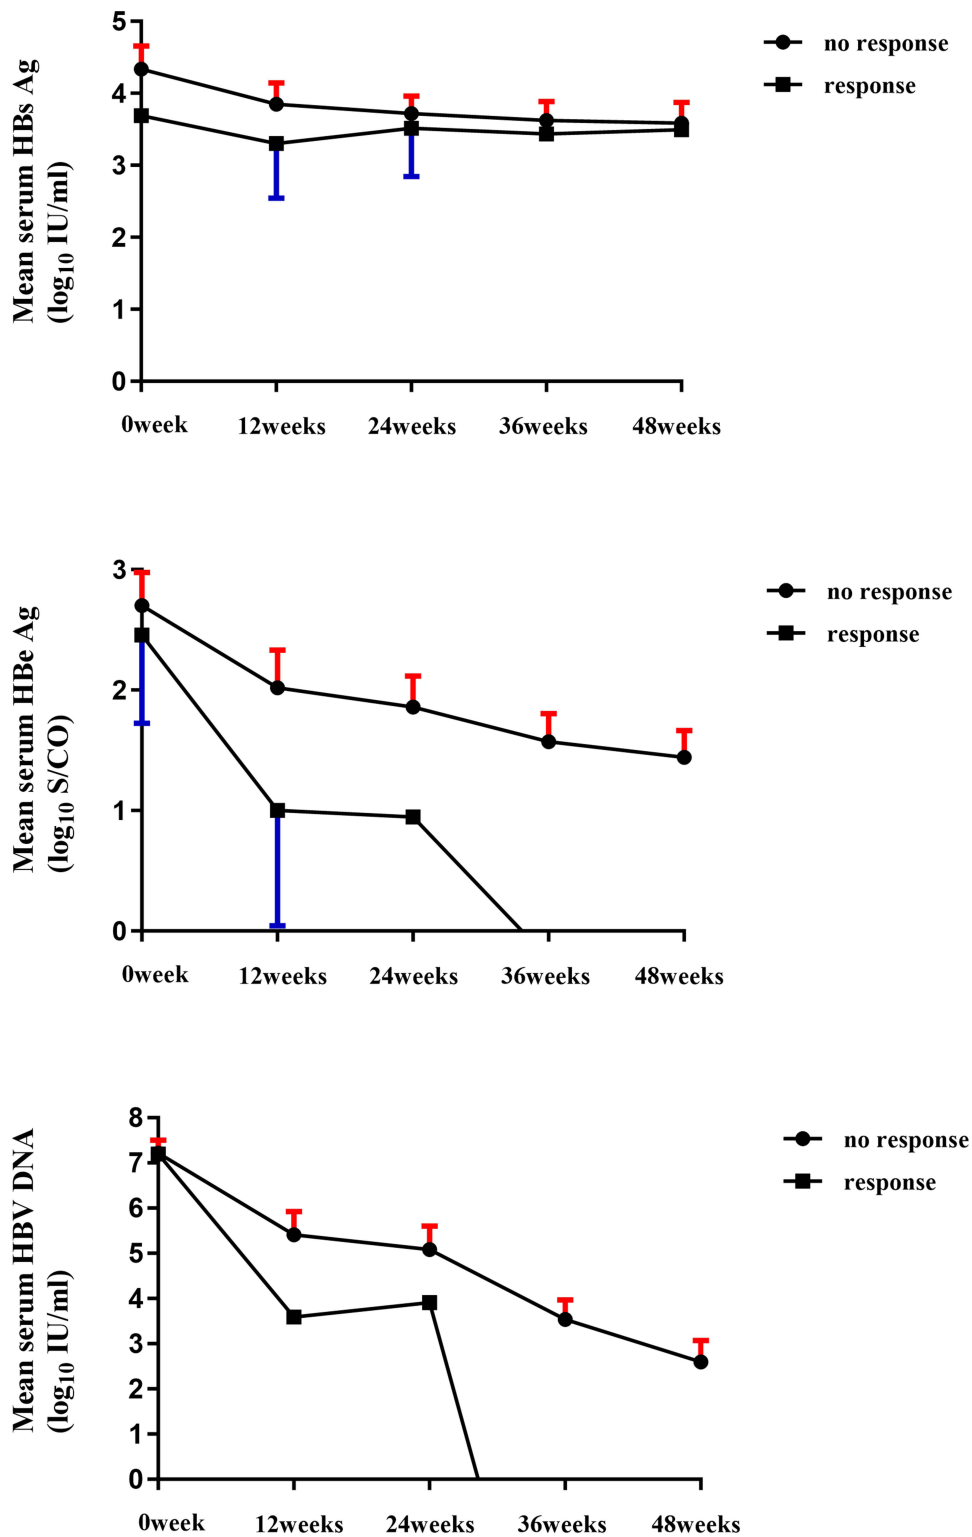 Mean serum HBs Ag
(log10 IU/ml)
5
4
3
2
1
0
0week 12weeks 24weeks 36weeks 48weeks
no response
response
Mean serum HBe Ag
(log10 S/CO)
3
2
1
0
0week 12weeks 24weeks 36weeks 48weeks
no response
response
Mean serum HBV DNA
(log10 IU/ml)
8
7
6
5
4
3
2
1
0
0week 12weeks 24weeks 36weeks 48weeks
no response
response